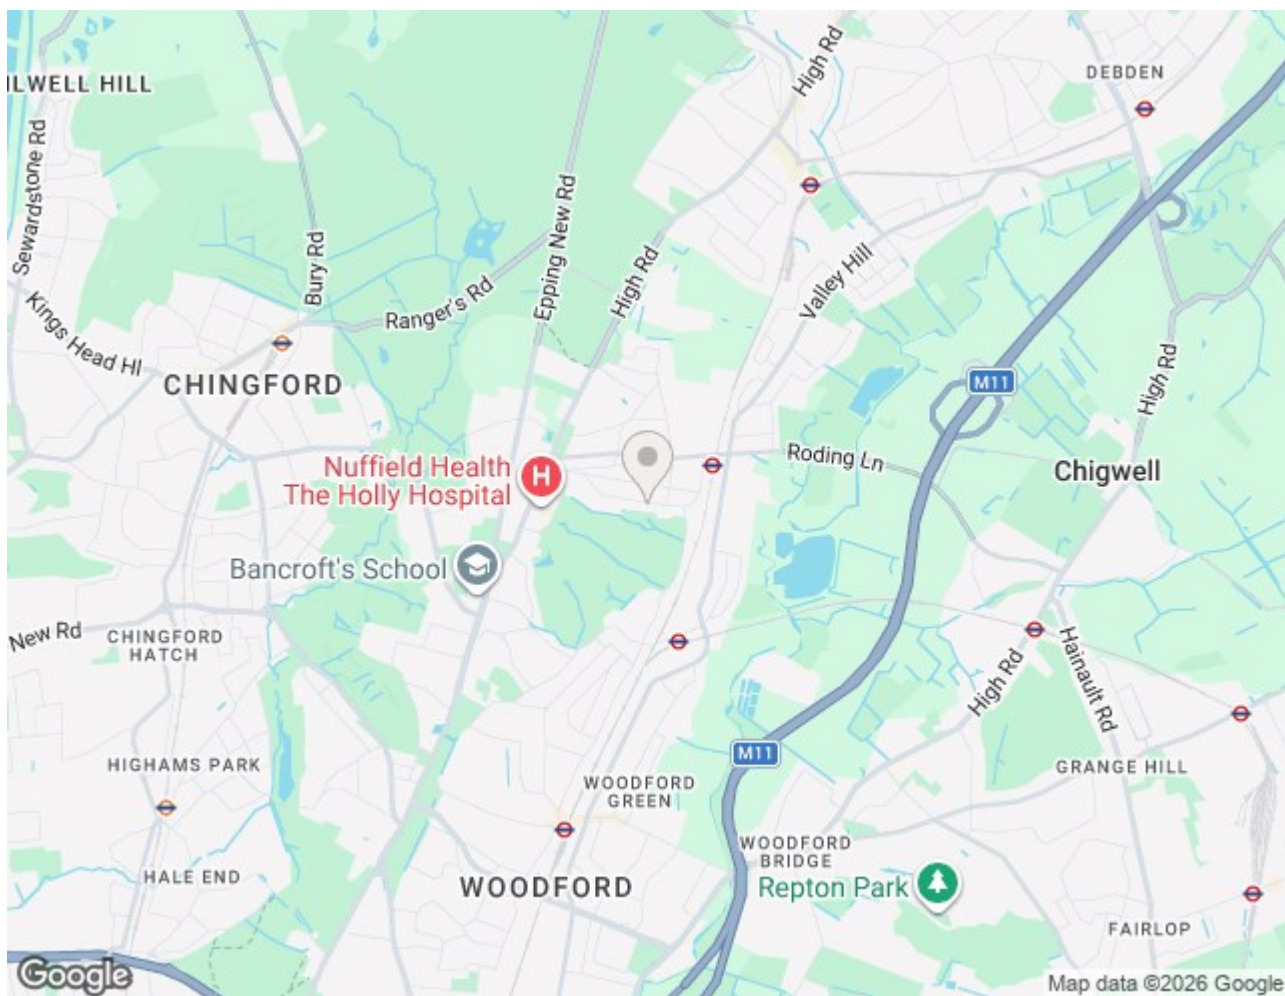 High Rd
DEBDEN
ILWELL HILL
Sewardstone Rd
Bury Rd
Epping New Rd
High Rd
Valley Hill
Ranger's Rd
Kings Head Hl
CHINGFORD
M11
High Rd
Nuffield Health
The Holly Hospital
H
Roding Ln
Chigwell
Bancroft's School
New Rd
CHINGFORD
HATCH
High Rd
Hainault Rd
HIGHAMS PARK
M11
GRANGE HILL
WOODFORD
GREEN
WOODFORD
BRIDGE
HALE END
WOODFORD
Repton Park
FAIRLOP
Google
Map data ©2026 Google